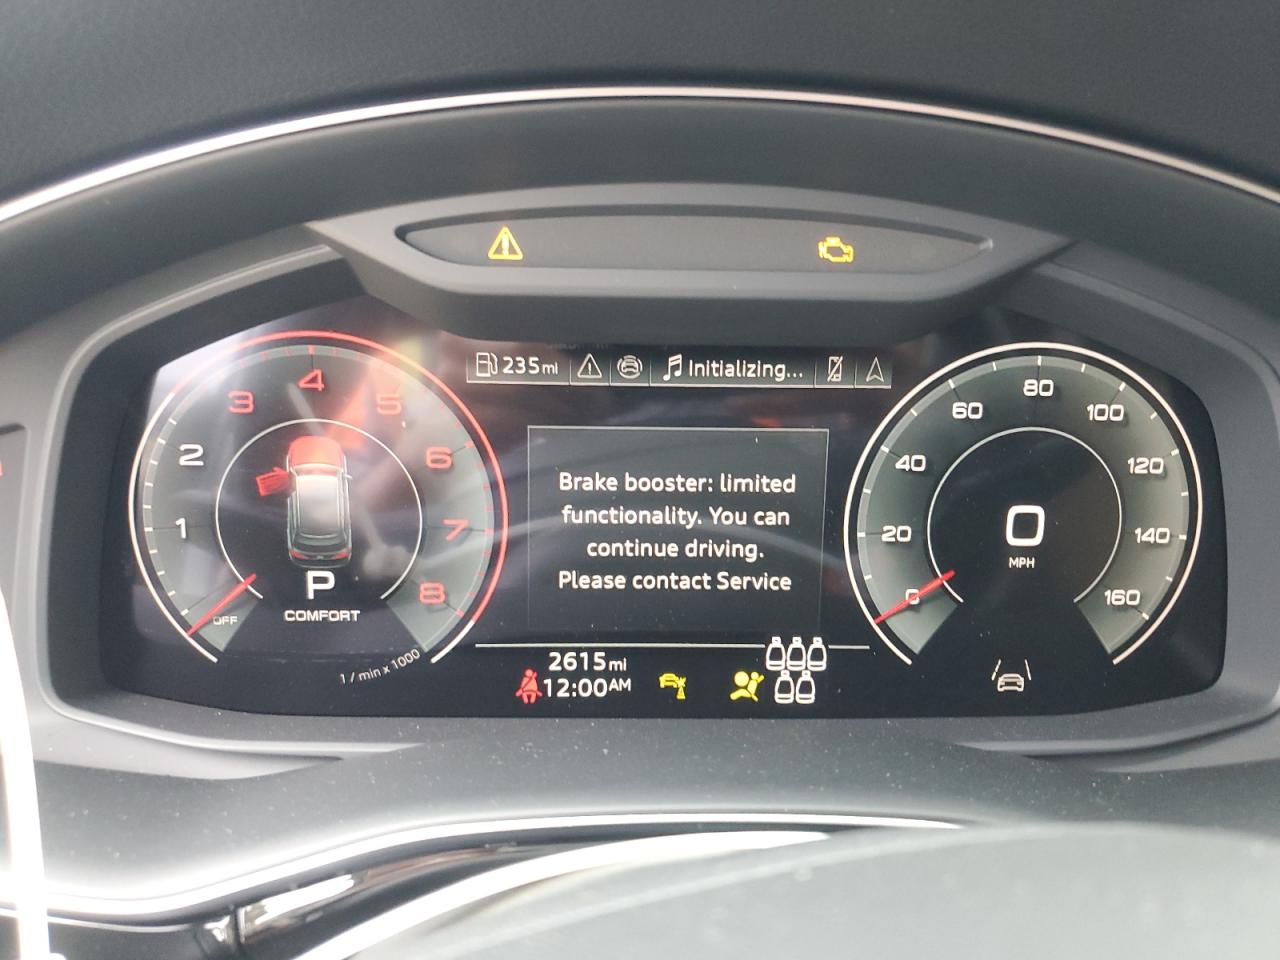 235mi
Initializing...
1
2
3
4
5
6
7
8
OFF
P
COMFORT
1 / min x 1000
Brake booster: limited
functionality. You can
continue driving.
Please contact Service
2615mi
12:00AM
0
20
40
60
80
100
120
140
160
0
MPH